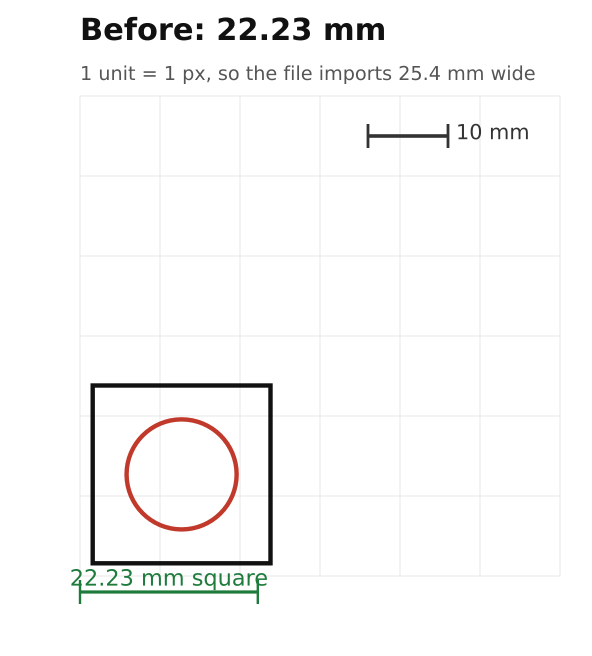 Before: 22.23 mm
1 unit = 1 px, so the file imports 25.4 mm wide
10 mm
22.23 mm square